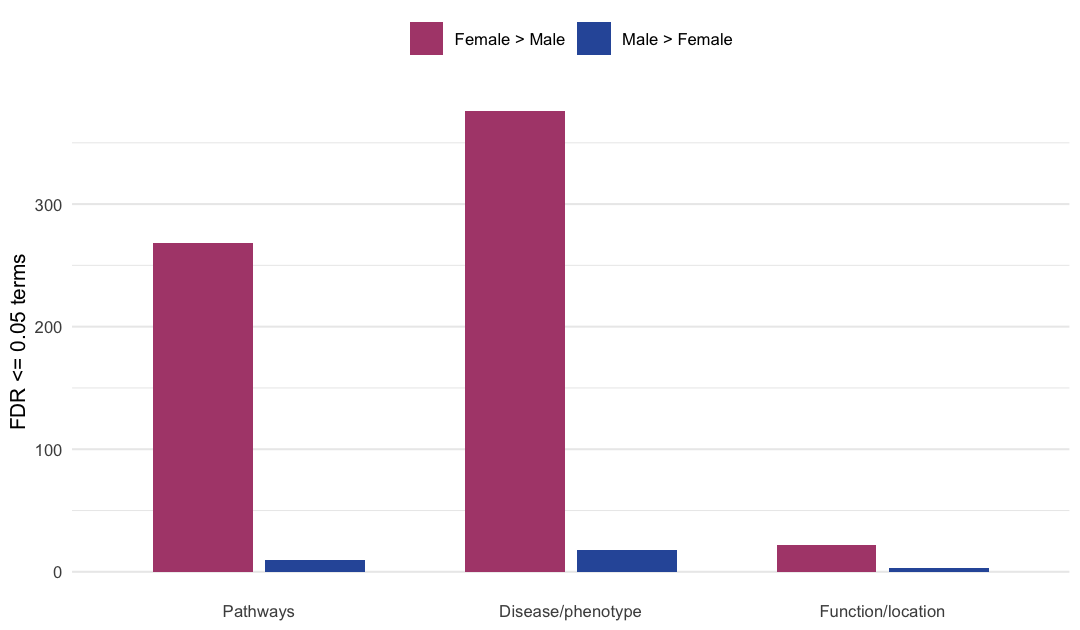 Female > Male Male > Female
FDR <= 0.05 terms
300
200
100
0
Pathways Disease/phenotype Function/location